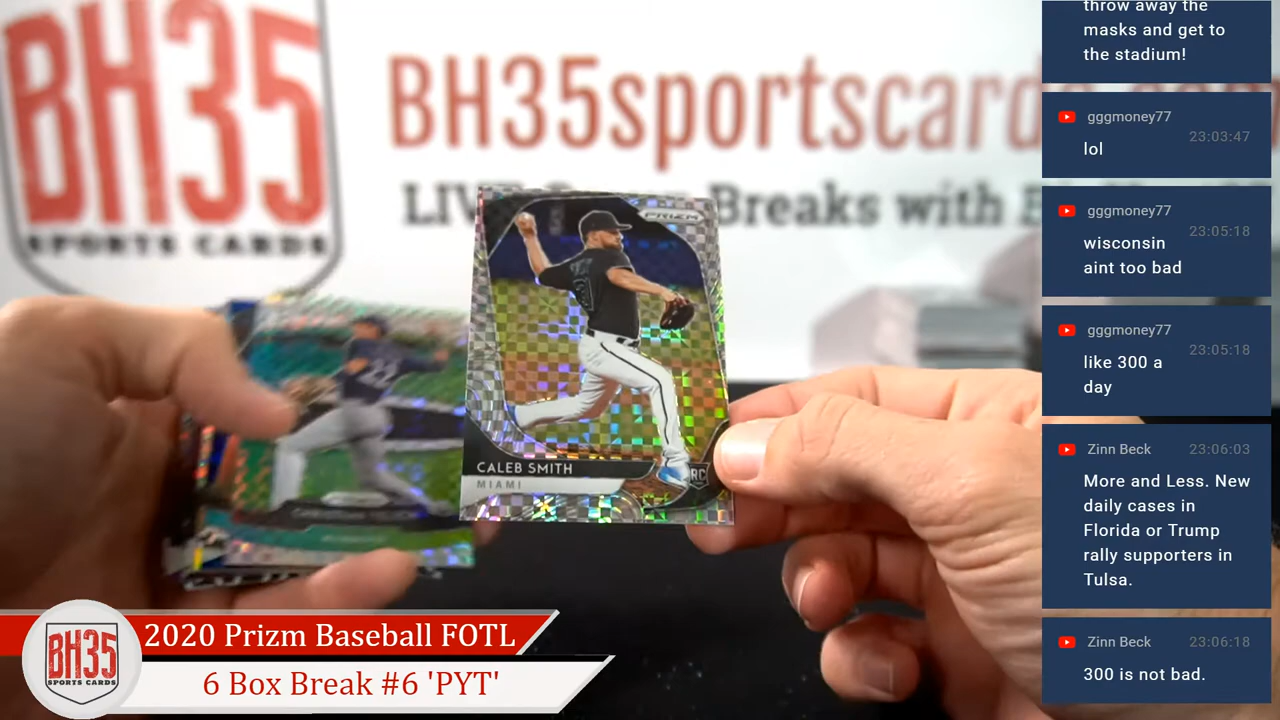 BH35
SPORTS CARDS
BH35sportscard
LIV
Breaks with
PRIZM
CALEB SMITH
MIAMI
RC
BH35
SPORTS CARDS
2020 Prizm Baseball FOTL
6 Box Break #6 'PYT'
throw away the
masks and get to
the stadium!
gggmoney77
23:03:47
lol
gggmoney77
23:05:18
wisconsin
aint too bad
gggmoney77
23:05:18
like 300 a
day
Zinn Beck 23:06:03
More and Less. New
daily cases in
Florida or Trump
rally supporters in
Tulsa.
Zinn Beck 23:06:18
300 is not bad.